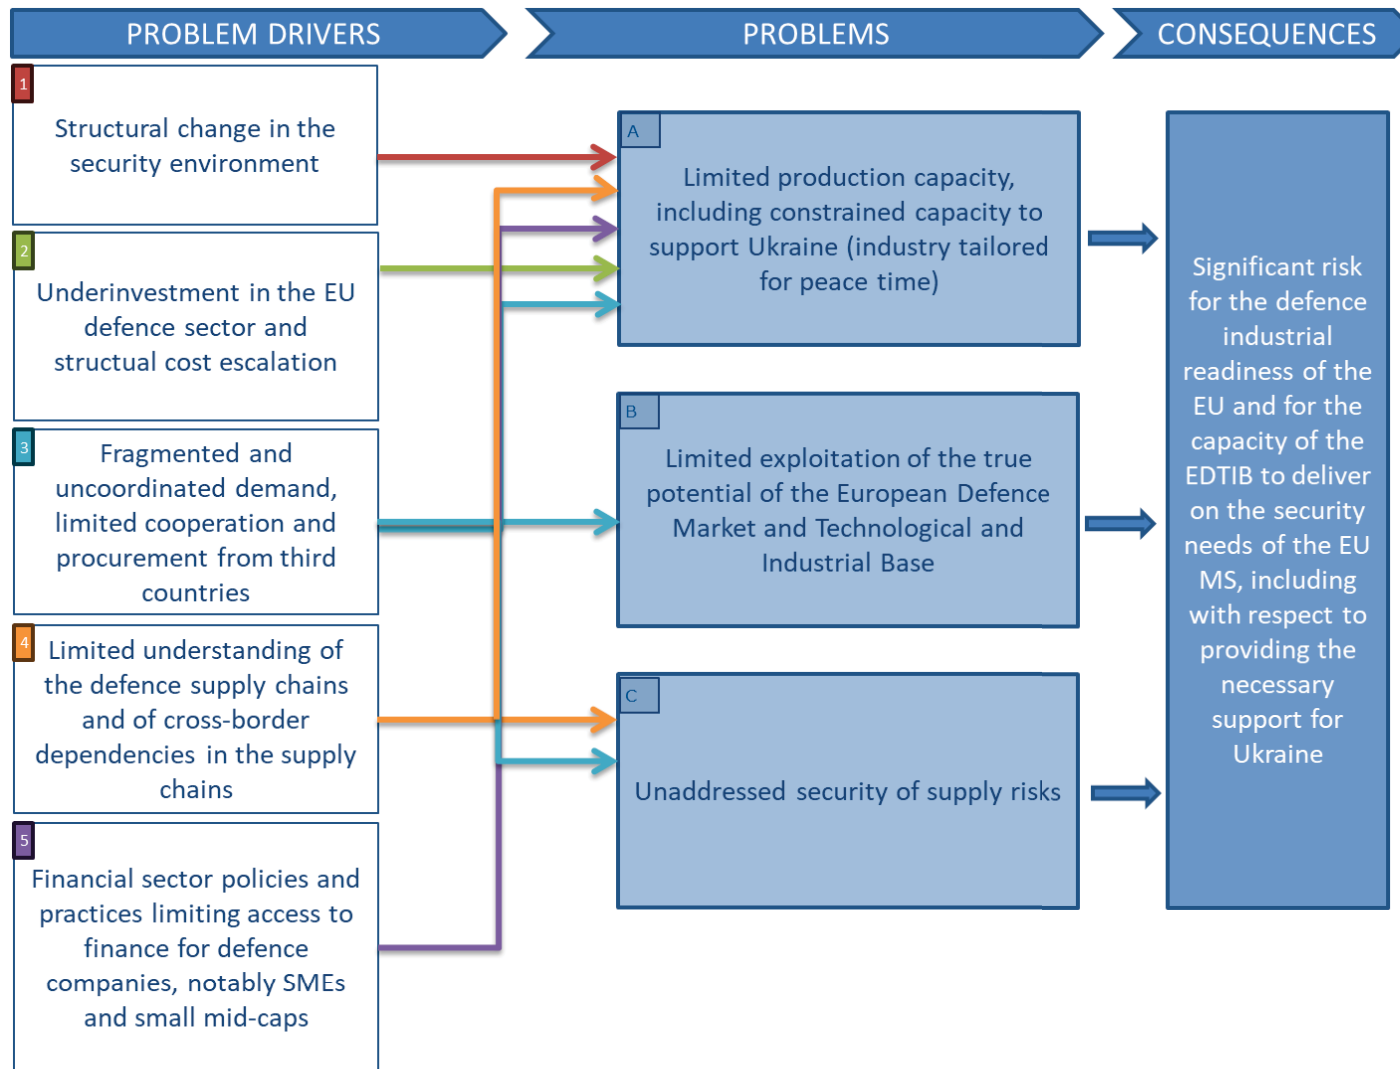 PROBLEM DRIVERS
PROBLEMS
CONSEQUENCES
1
Structural change in the
security environment
2
Underinvestment in the EU
defence sector and
structual cost escalation
3
Fragmented and
uncoordinated demand,
limited cooperation and
procurement from third
countries
4
Limited understanding of
the defence supply chains
and of cross-border
dependencies in the supply
chains
5
Financial sector policies and
practices limiting access to
finance for defence
companies, notably SMEs
and small mid-caps
A
Limited production capacity,
including constrained capacity to
support Ukraine (industry tailored
for peace time)
B
Limited exploitation of the true
potential of the European Defence
Market and Technological and
Industrial Base
C
Unaddressed security of supply risks
Significant risk
for the defence
industrial
readiness of the
EU and for the
capacity of the
EDTIB to deliver
on the security
needs of the EU
MS, including
with respect to
providing the
necessary
support for
Ukraine